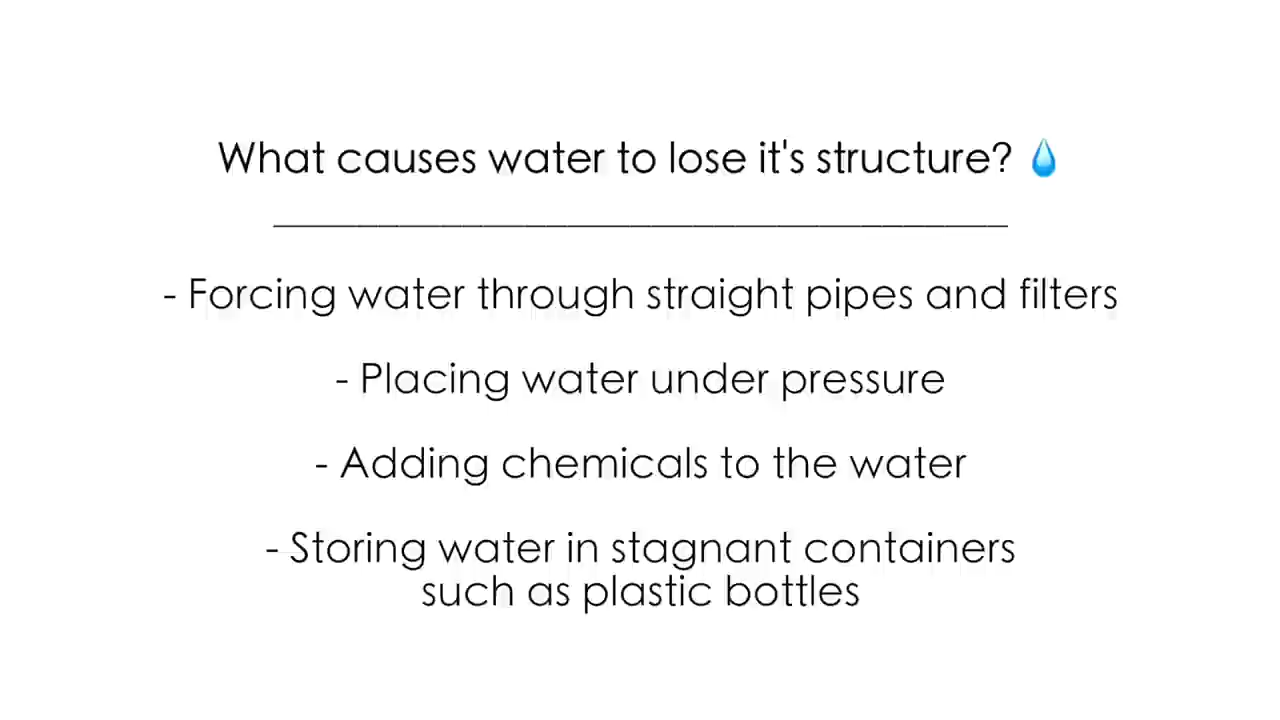 What causes water to lose it's structure? 💧
- Forcing water through straight pipes and filters
- Placing water under pressure
- Adding chemicals to the water
- Storing water in stagnant containers
such as plastic bottles